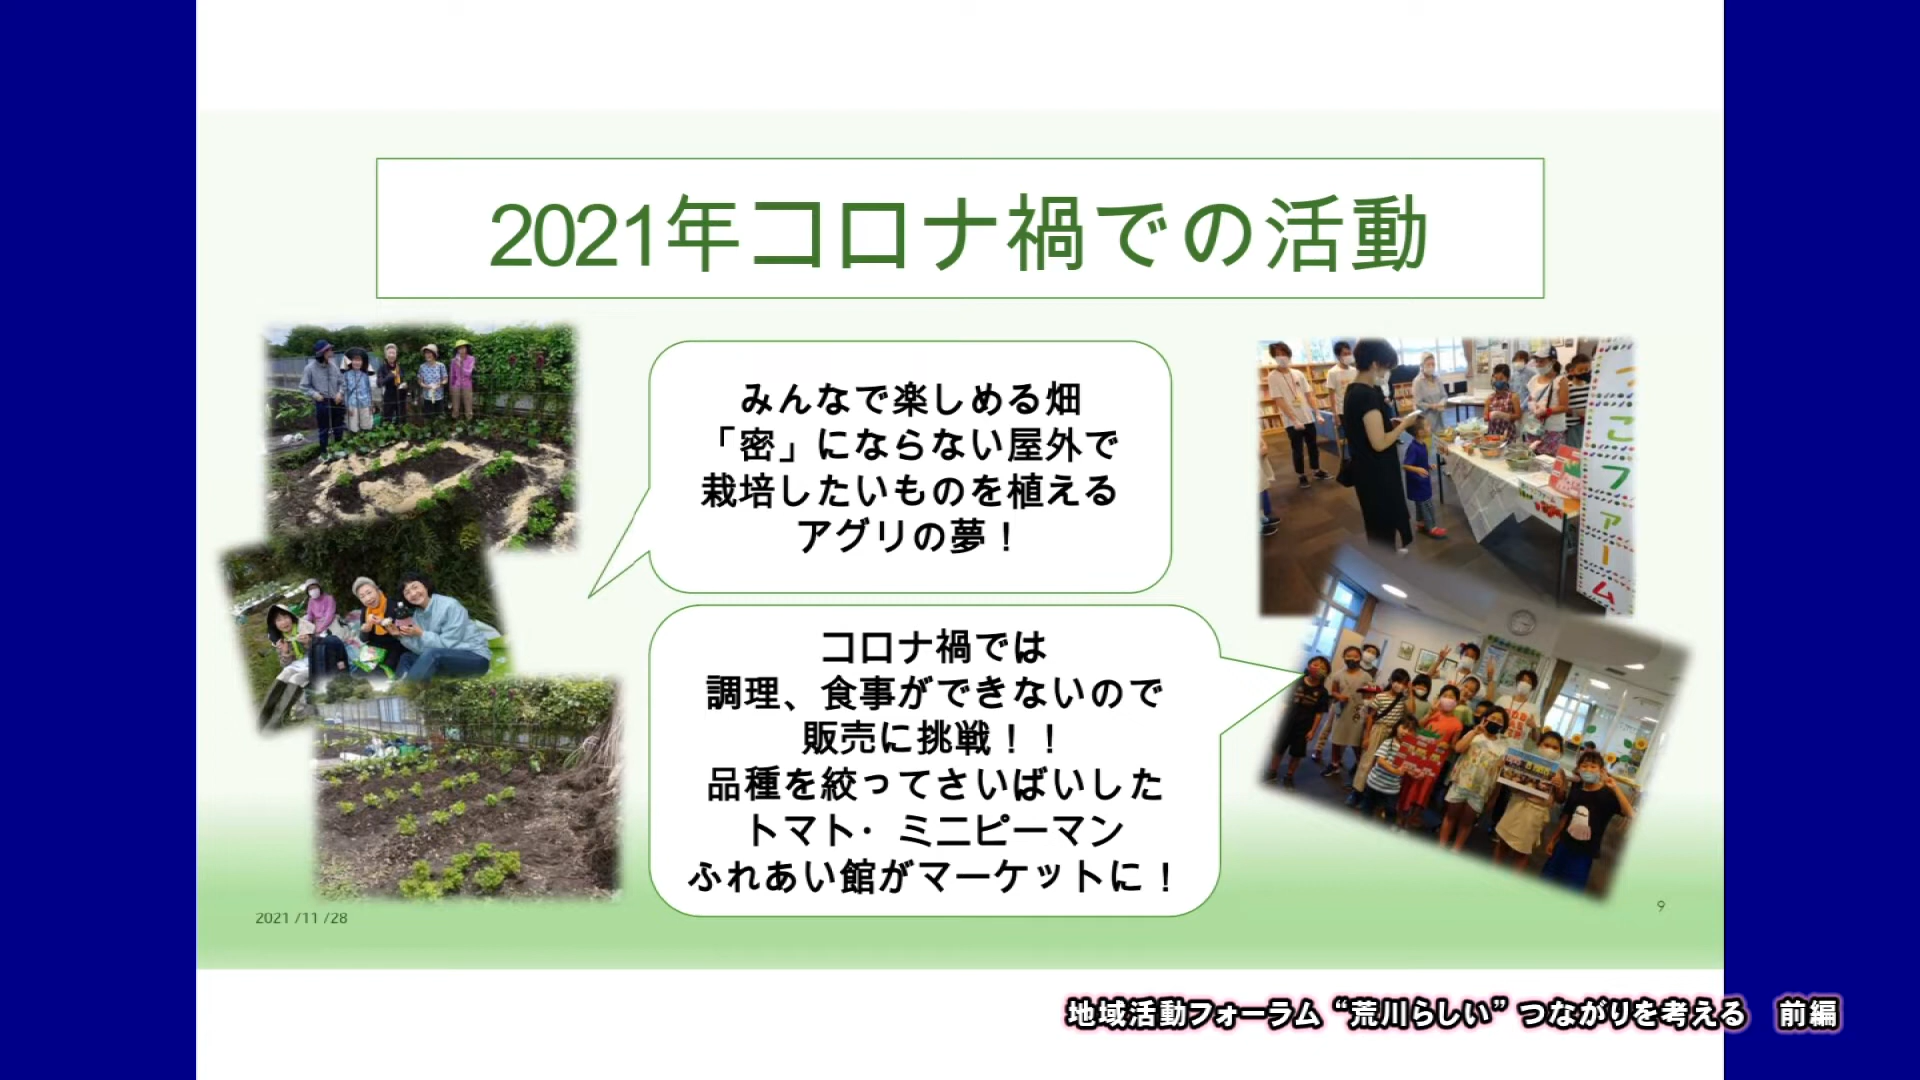 2021年コロナ禍での活動
みんなで楽しめる畑
「密」にならない屋外で
栽培したいものを植える
アグリの夢！
コロナ禍では
調理、食事ができないので
販売に挑戦！！
品種を絞ってさいばいした
トマト・ミニピーマン
ふれあい館がマーケットに！
こファーム
2021 /11 /28
9
地域活動フォーラム “荒川らしい” つながりを考える　前編